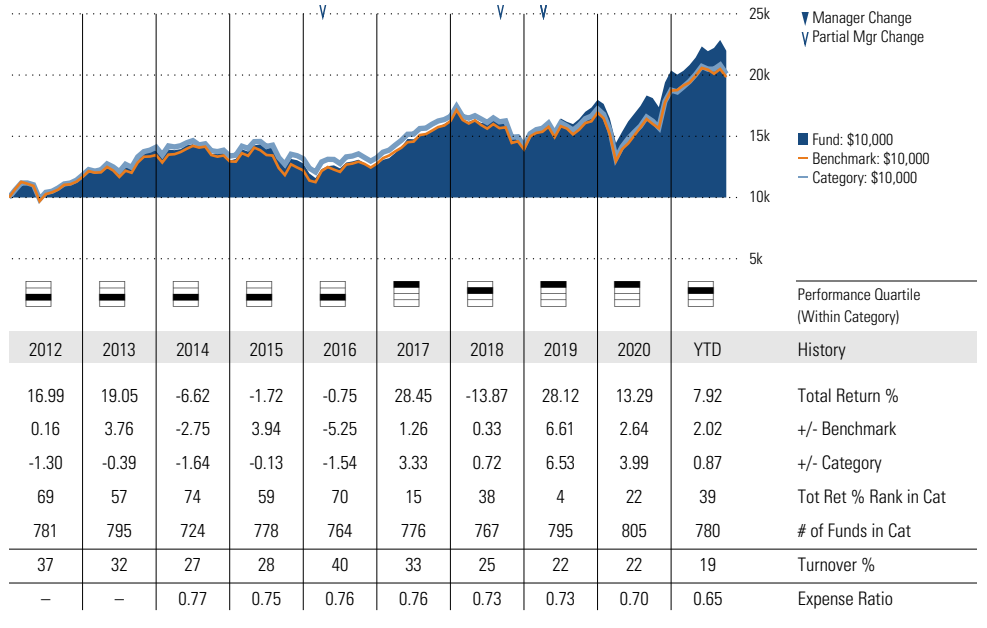 25k
Manager Change
Partial Mgr Change
20k
15k
Fund: $10,000
Benchmark: $10,000
Category: $10,000
10k
5k
Performance Quartile
(Within Category)
2012 2013 2014 2015 2016 2017 2018 2019 2020 YTD History
16.99 19.05 -6.62 -1.72 -0.75 28.45 -13.87 28.12 13.29 7.92 Total Return %
0.16 3.76 -2.75 3.94 -5.25 1.26 0.33 6.61 2.64 2.02 +/- Benchmark
-1.30 -0.39 -1.64 -0.13 -1.54 3.33 0.72 6.53 3.99 0.87 +/- Category
69 57 74 59 70 15 38 4 22 39 Tot Ret % Rank in Cat
781 795 724 778 764 776 767 795 805 780 # of Funds in Cat
37 32 27 28 40 33 25 22 22 19 Turnover %
– – 0.77 0.75 0.76 0.76 0.73 0.73 0.70 0.65 Expense Ratio